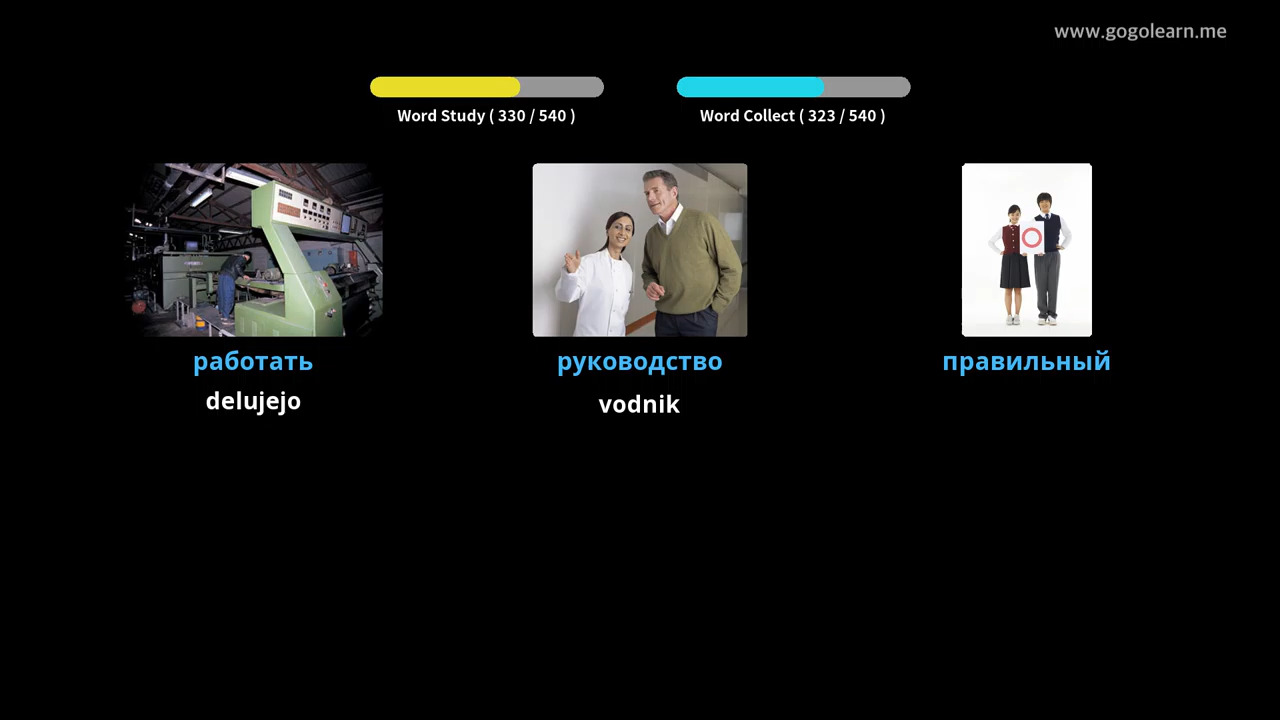 www.gogolearn.me
Word Study ( 330 / 540 )
Word Collect ( 323 / 540 )
работать
руководство
правильный
delujejo
vodnik